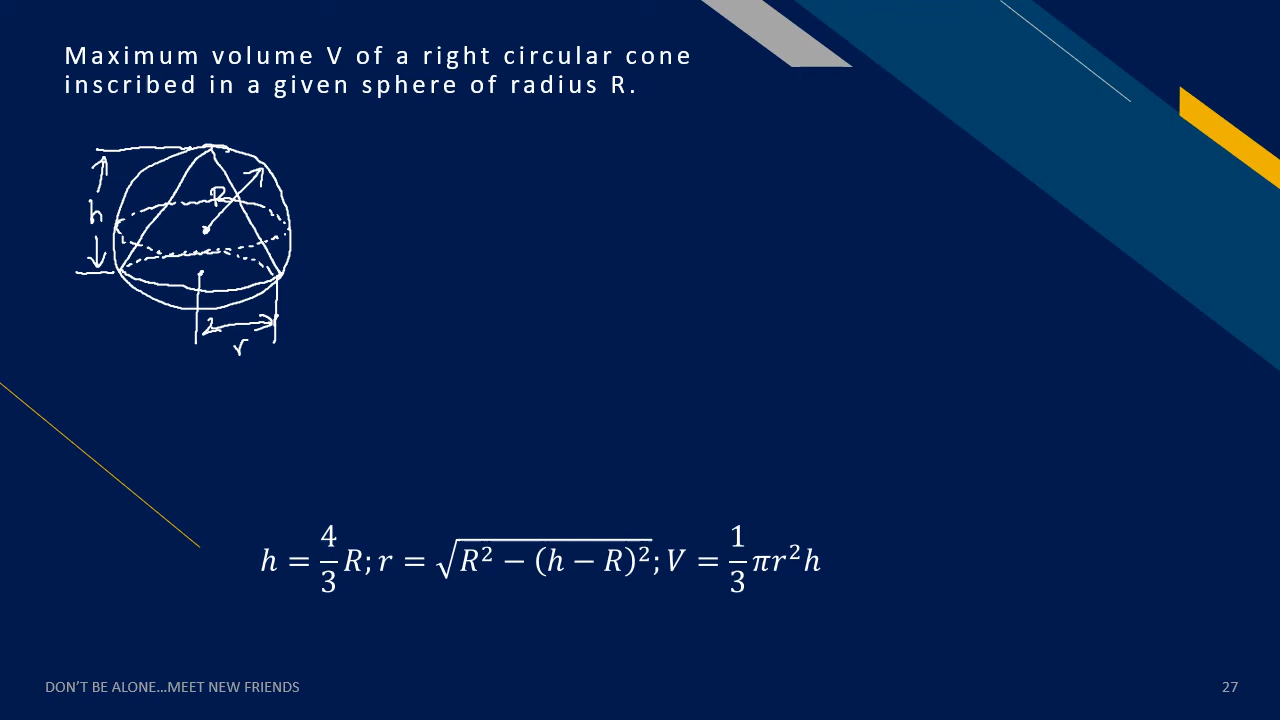 Maximum volume V of a right circular cone
inscribed in a given sphere of radius R.
h
R
r
h = 4/3 R; r = √(R² − (h − R)²); V = 1/3 πr²h
DON'T BE ALONE…MEET NEW FRIENDS
27